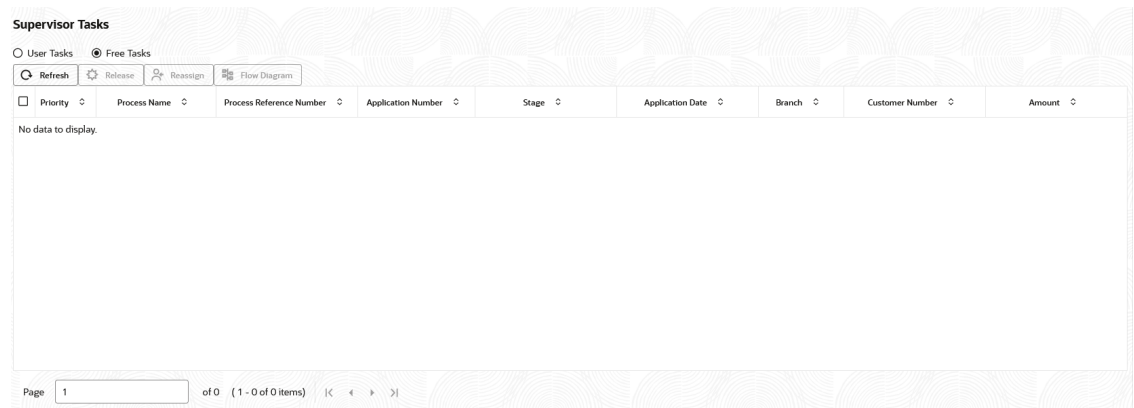 Supervisor Tasks
User Tasks Free Tasks
Refresh Release Reassign Flow Diagram
Priority Process Name Process Reference Number Application Number Stage Application Date Branch Customer Number Amount
No data to display.
Page 1 of 0 ( 1 - 0 of 0 items)